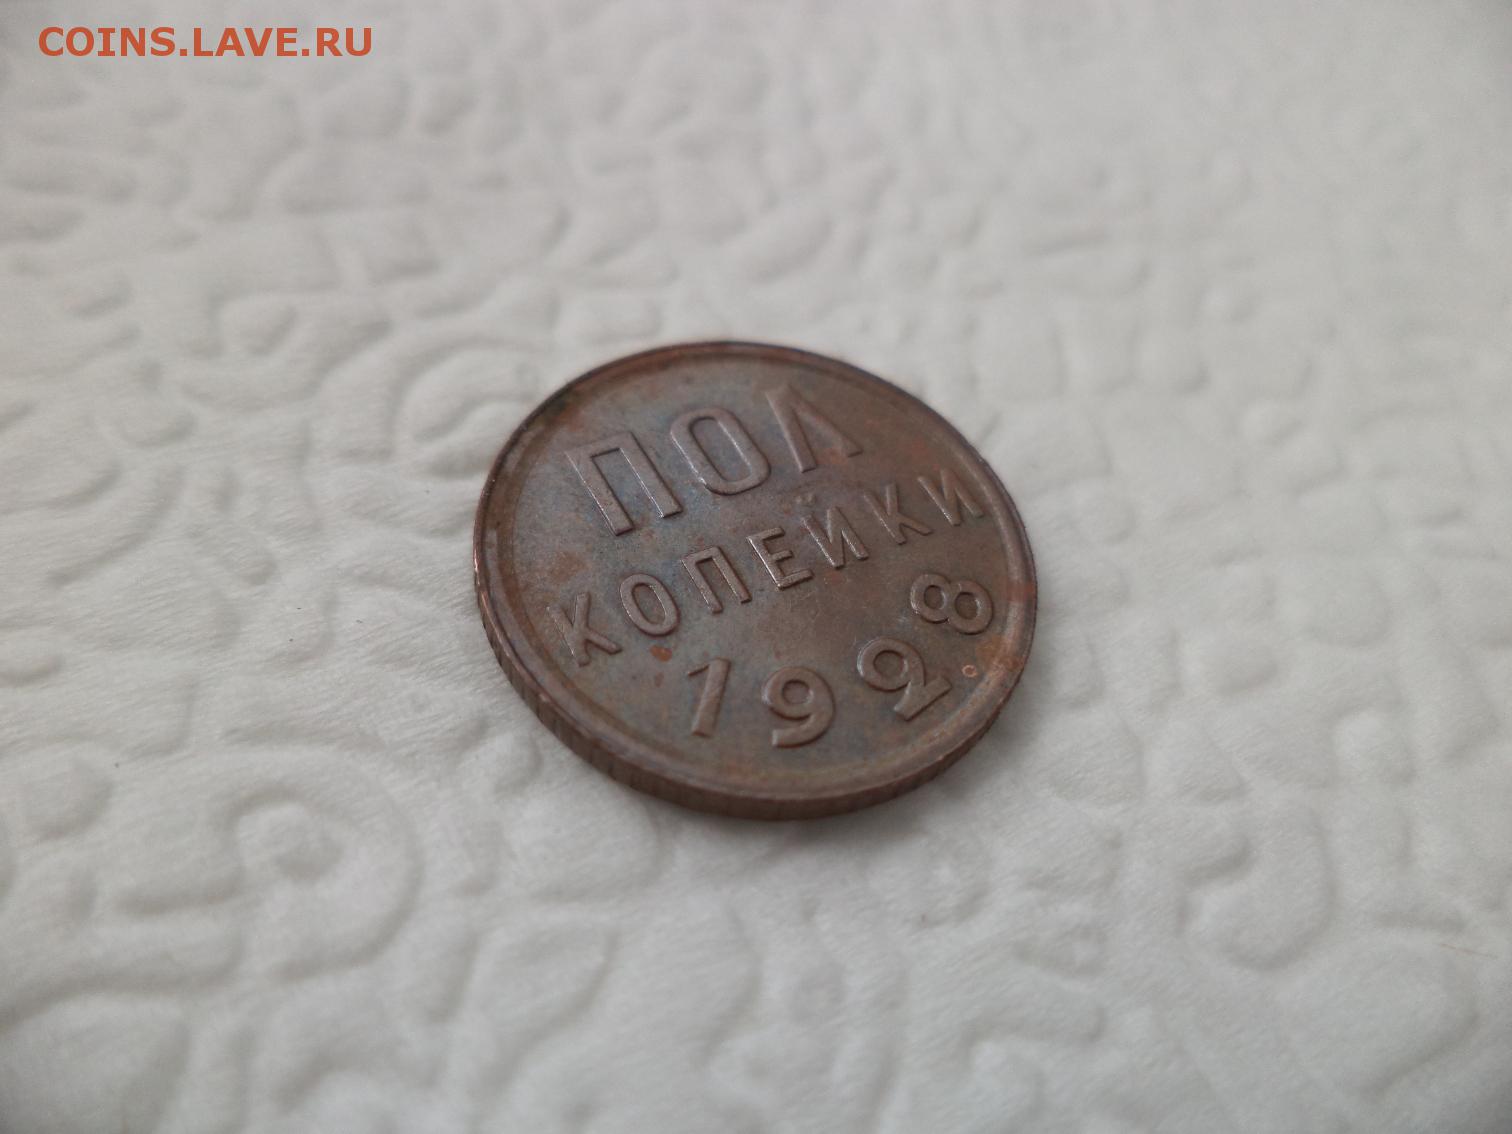 COINS.LAVE.RU
ПОЛ
КОПЕЙКИ
1928